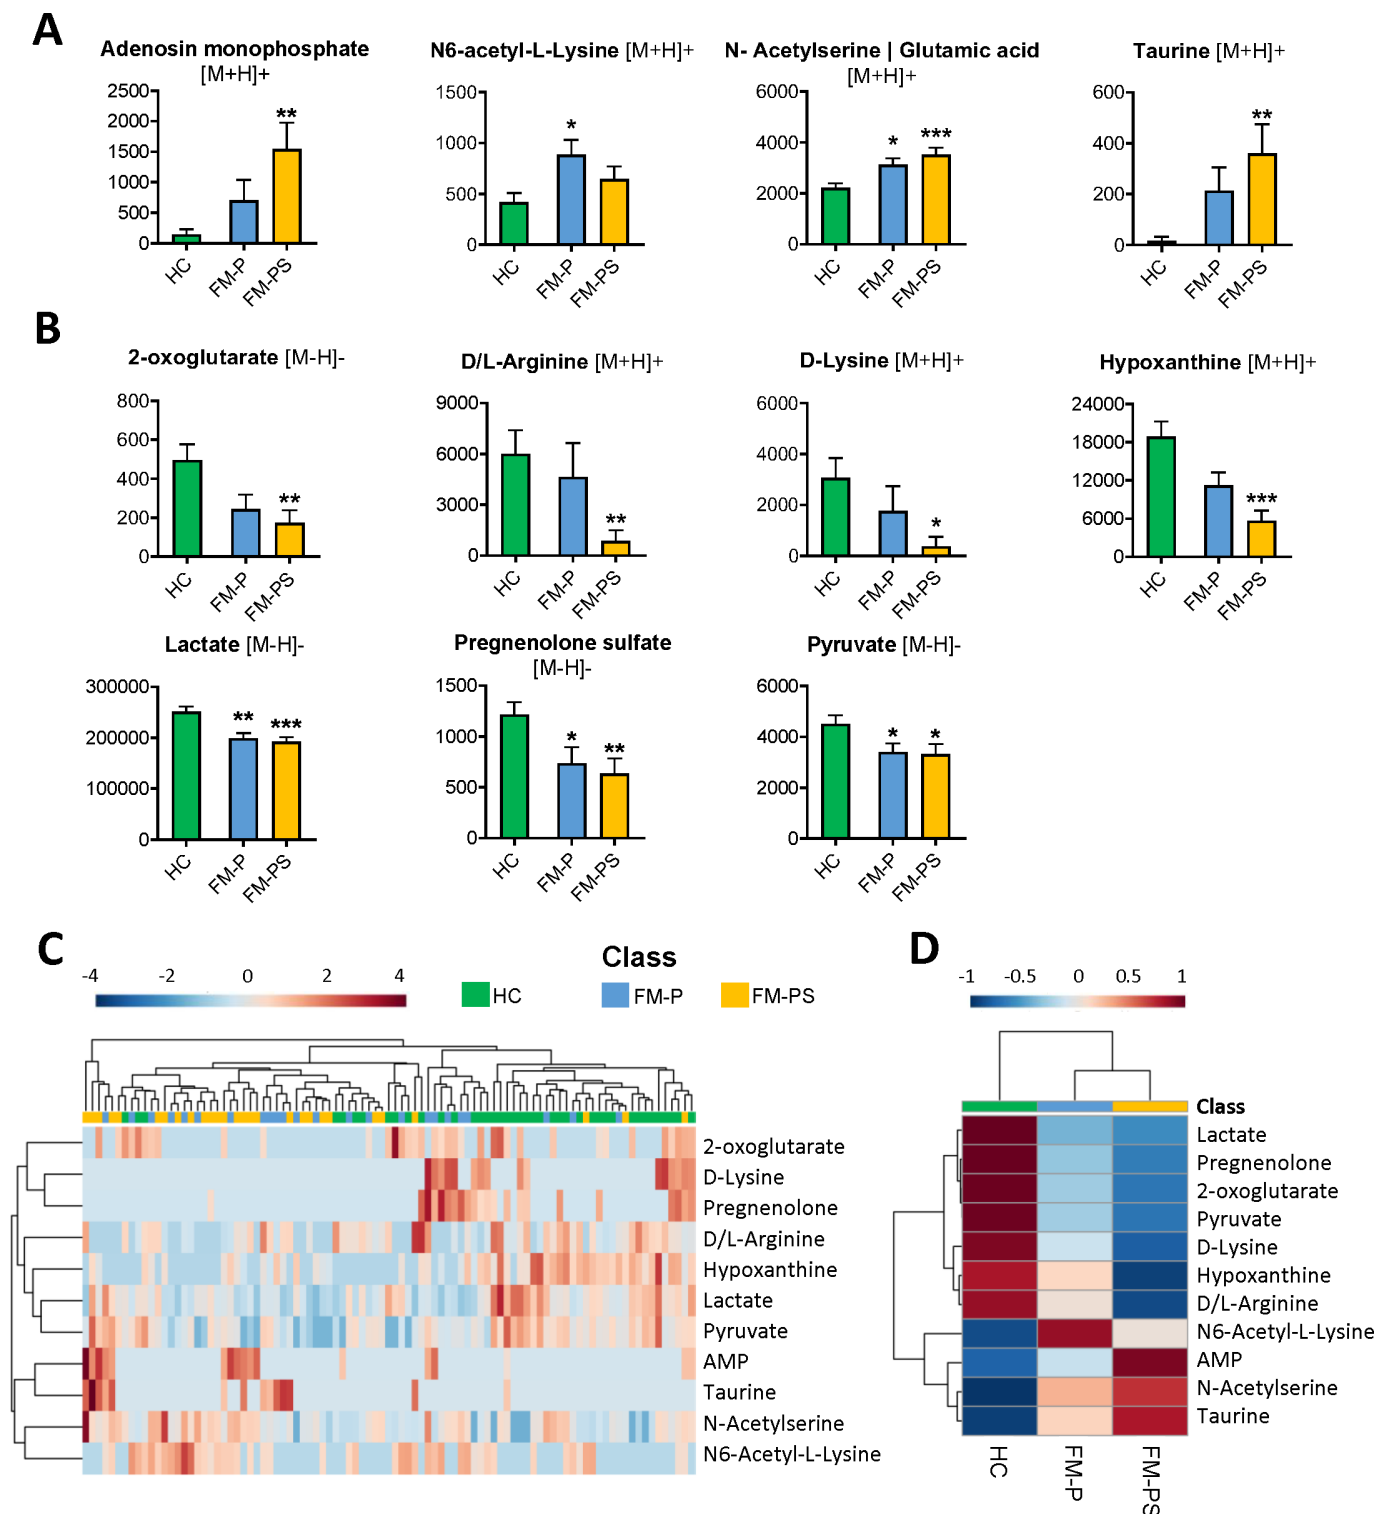 A
Adenosin monophosphate
[M+H]+
N6-acetyl-L-Lysine [M+H]+
N- Acetylserine | Glutamic acid
[M+H]+
Taurine [M+H]+
2500
2000
1500
1000
500
0
HC
FM-P
FM-PS
**
1500
1000
500
0
HC
FM-P
FM-PS
*
6000
4000
2000
0
HC
FM-P
FM-PS
*
***
600
400
200
0
HC
FM-P
FM-PS
**
B
2-oxoglutarate [M-H]-
D/L-Arginine [M+H]+
D-Lysine [M+H]+
Hypoxanthine [M+H]+
800
600
400
200
0
HC
FM-P
FM-PS
**
9000
6000
3000
0
HC
FM-P
FM-PS
**
6000
4000
2000
0
HC
FM-P
FM-PS
*
24000
18000
12000
6000
0
HC
FM-P
FM-PS
***
Lactate [M-H]-
Pregnenolone sulfate
[M-H]-
Pyruvate [M-H]-
300000
200000
100000
0
HC
FM-P
FM-PS
**
***
1500
1000
500
0
HC
FM-P
FM-PS
*
**
6000
4000
2000
0
HC
FM-P
FM-PS
*
*
C
-4 -2 0 2 4
Class
HC FM-P FM-PS
2-oxoglutarate
D-Lysine
Pregnenolone
D/L-Arginine
Hypoxanthine
Lactate
Pyruvate
AMP
Taurine
N-Acetylserine
N6-Acetyl-L-Lysine
D
-1 -0.5 0 0.5 1
Class
Lactate
Pregnenolone
2-oxoglutarate
Pyruvate
D-Lysine
Hypoxanthine
D/L-Arginine
N6-Acetyl-L-Lysine
AMP
N-Acetylserine
Taurine
HC
FM-P
FM-PS